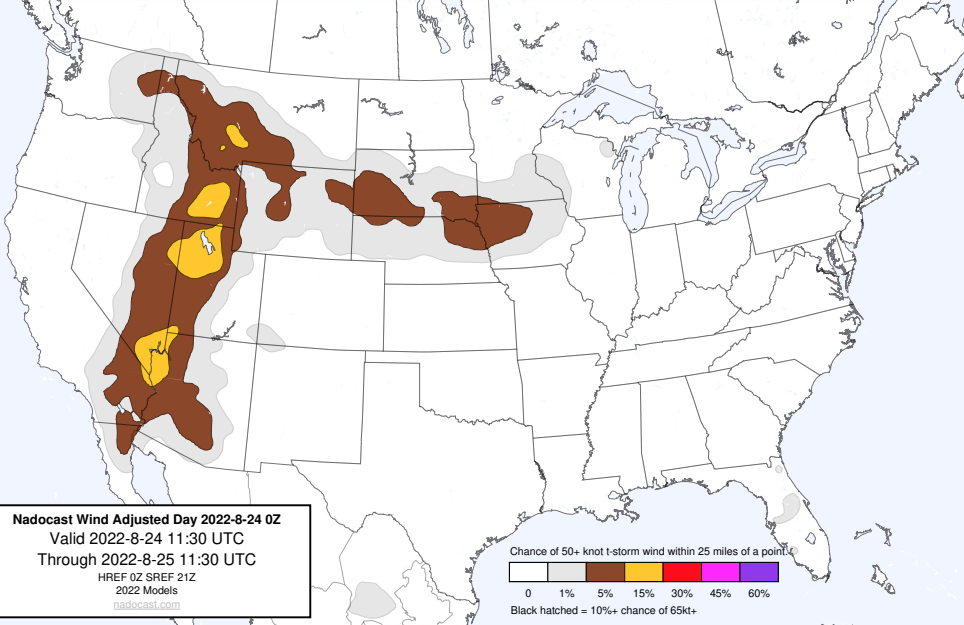 Nadocast Wind Adjusted Day 2022-8-24 0Z
Valid 2022-8-24 11:30 UTC
Through 2022-8-25 11:30 UTC
HREF 0Z SREF 21Z
2022 Models
nadocast.com
Chance of 50+ knot t-storm wind within 25 miles of a point.
0 1% 5% 15% 30% 45% 60%
Black hatched = 10%+ chance of 65kt+